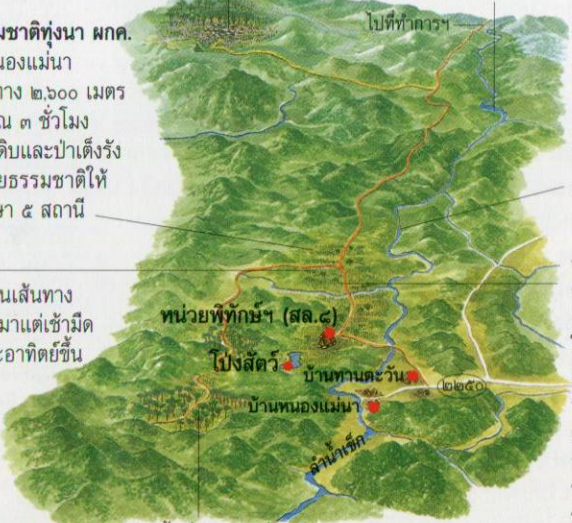 มชาติทุ่งนา ผกค.
นองแม่นา
ทาง ๒,๖๐๐ เมตร
ณ ๓ ชั่วโมง
ดิบและป่าเต็งรัง
ยธรรมชาติให้
ษา ๕ สถานี
นเส้นทาง
มาแต่เช้ามืด
ะอาทิตย์ขึ้น
ไปที่ทำการฯ
หน่วยพิทักษ์ฯ (สล.๘)
โป่งสัตว์
บ้านทานตะวัน
๒๒๕๐
บ้านหนองแม่นา
ลำน้ำเข็ก